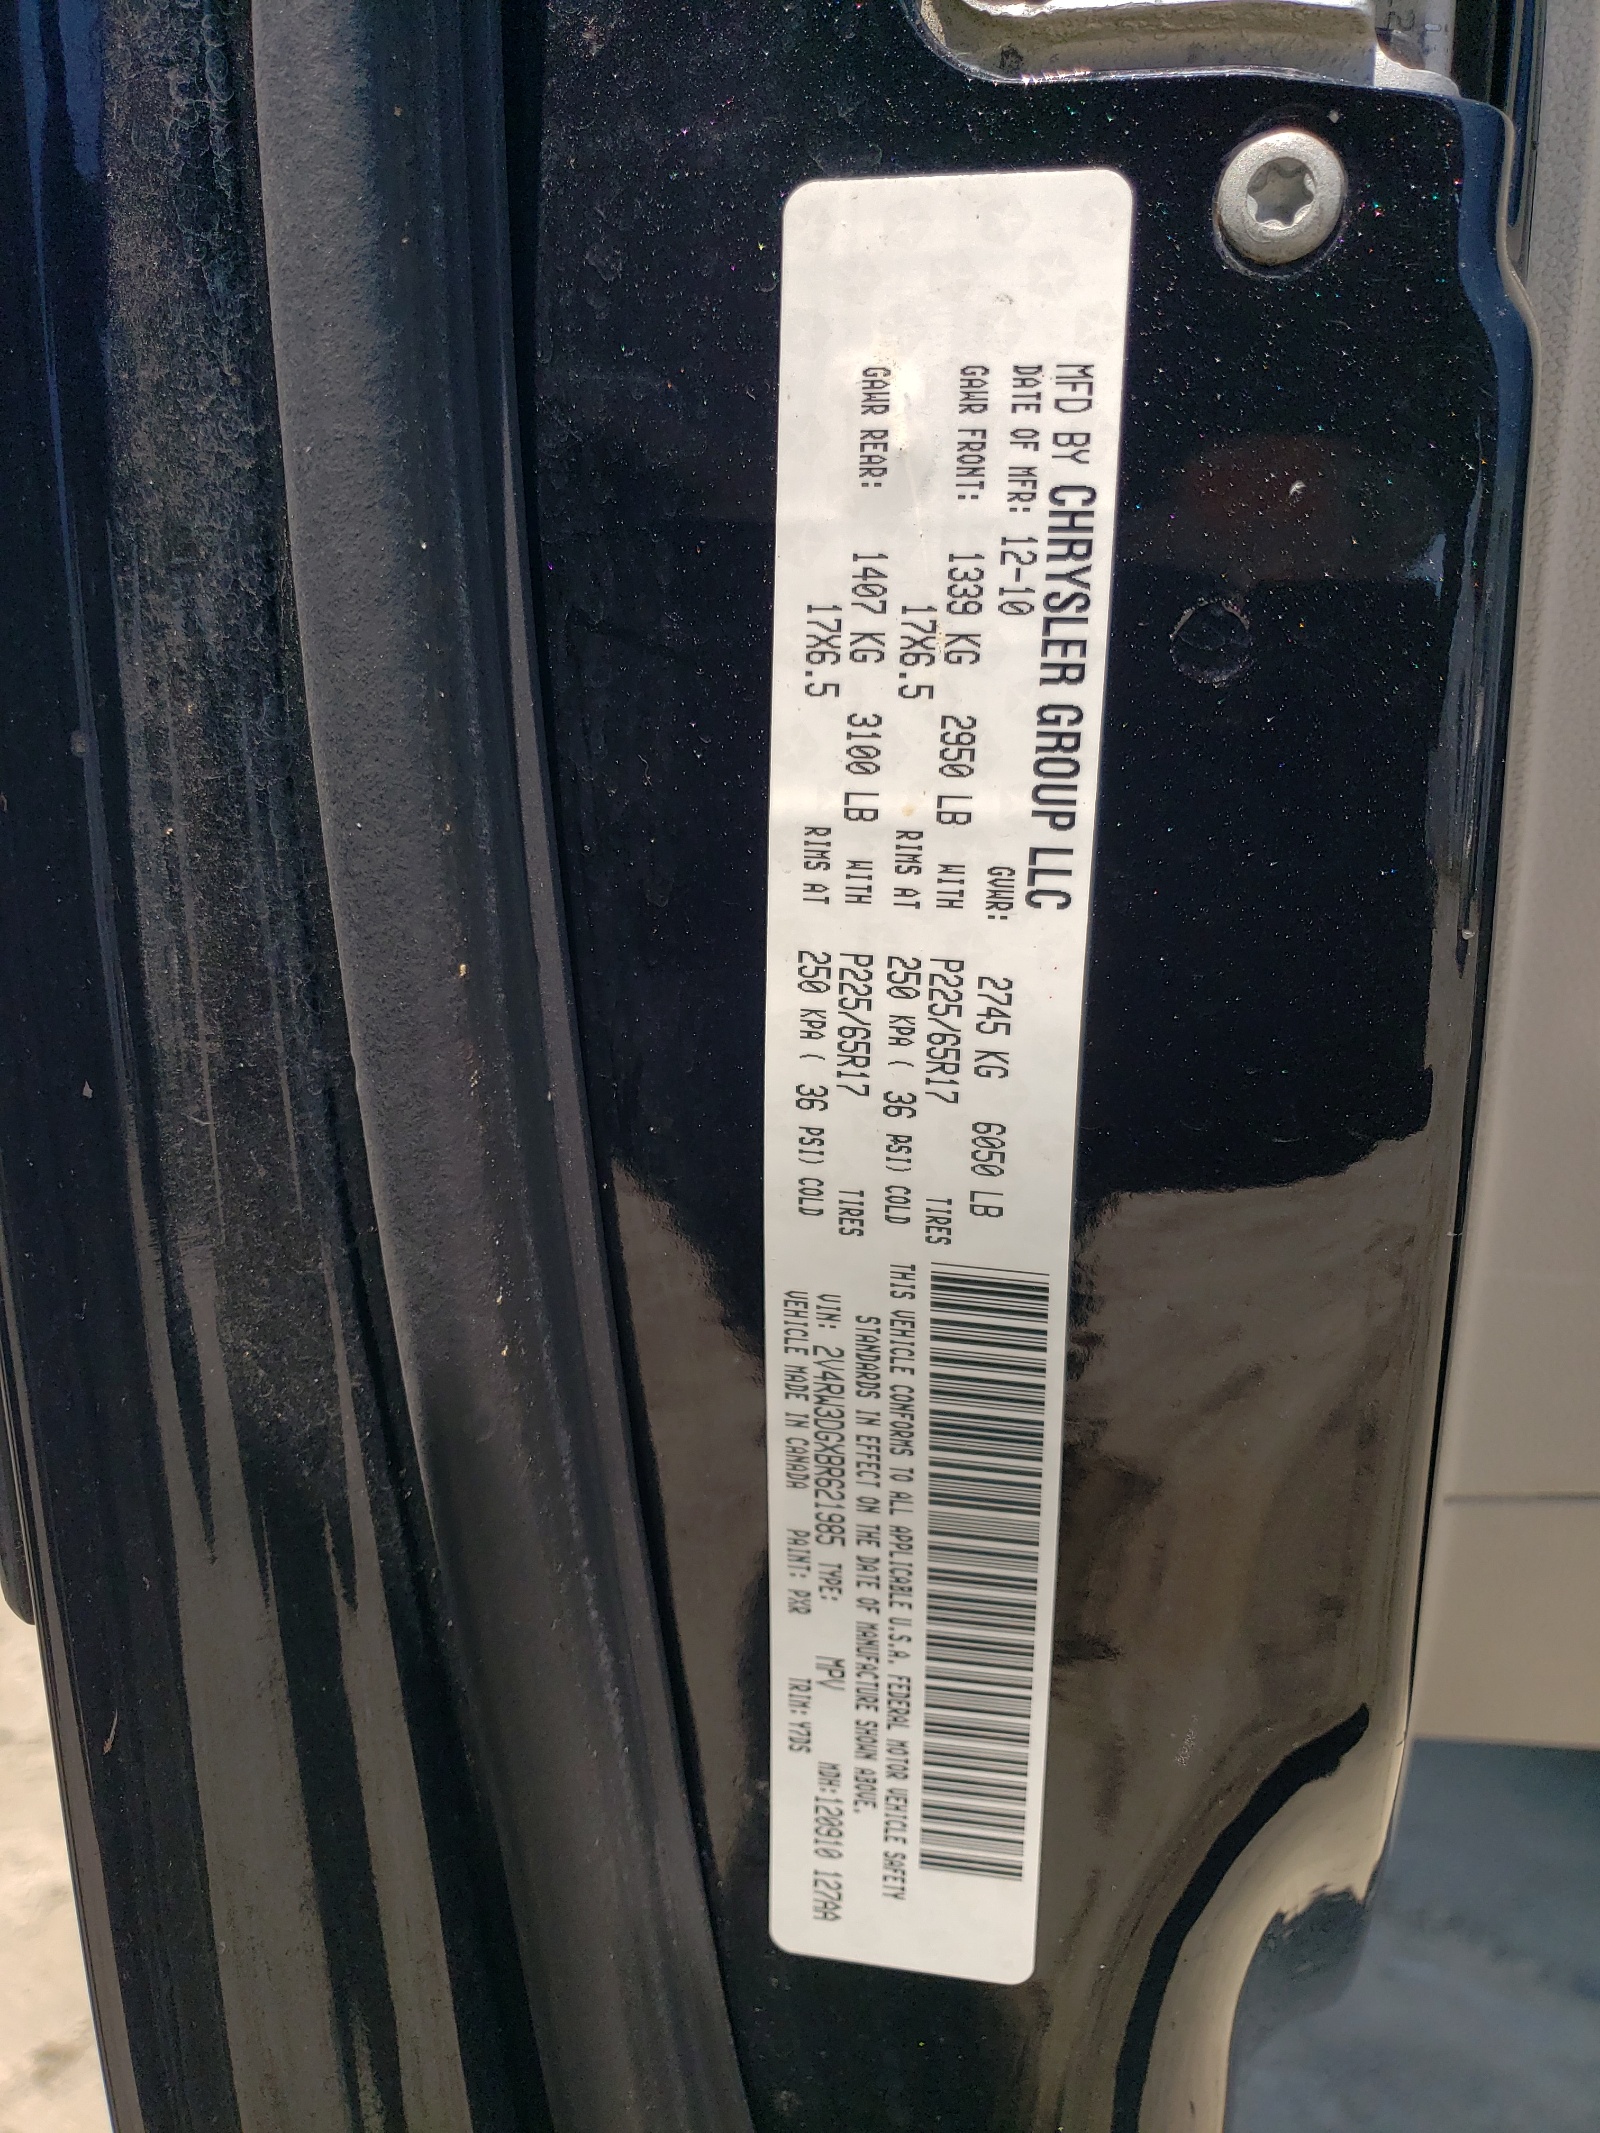 MFD BY CHRYSLER GROUP LLC
DATE OF MFR: 12-10 GVWR: 2745 KG 6050 LB
GAWR FRONT: 1339 KG 2950 LB WITH P225/65R17 TIRES
17X6.5 RIMS AT 250 KPA ( 36 PSI) COLD
GAWR REAR: 1407 KG 3100 LB WITH P225/65R17 TIRES
17X6.5 RIMS AT 250 KPA ( 36 PSI) COLD
THIS VEHICLE CONFORMS TO ALL APPLICABLE U.S.A. FEDERAL MOTOR VEHICLE SAFETY
STANDARDS IN EFFECT ON THE DATE OF MANUFACTURE SHOWN ABOVE.
VIN: 2V4RW3DGXBR621985 TYPE: MPV MDH:120910 127AA
VEHICLE MADE IN CANADA PAINT: PXR TRIM: Y7DS